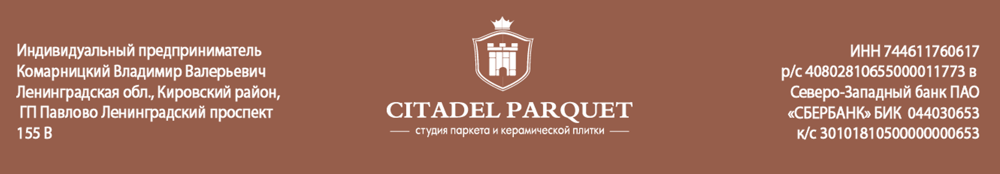 Индивидуальный предприниматель
Комарницкий Владимир Валерьевич
Ленинградская обл., Кировский район,
ГП Павлово Ленинградский проспект
155 В
CITADEL PARQUET
студия паркета и керамической плитки
ИНН 744611760617
р/с 40802810655000011773 в
Северо-Западный банк ПАО
«СБЕРБАНК» БИК 044030653
к/с 30101810500000000653